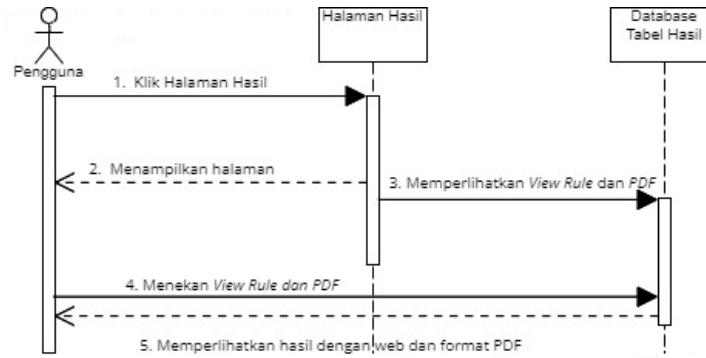 Halaman Hasil
Database
Tabel Hasil
Pengguna
1. Klik Halaman Hasil
2. Menampilkan halaman
3. Memperlihatkan View Rule dan PDF
4. Menekan View Rule dan PDF
5. Memperlihatkan hasil dengan web dan format PDF